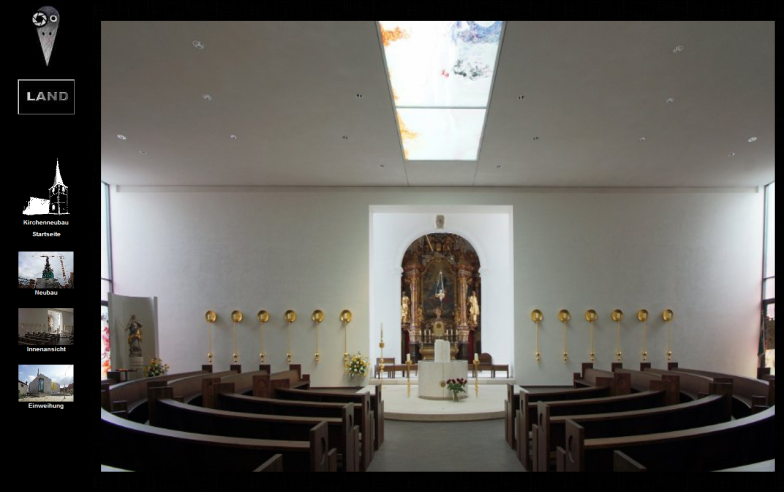 LAND
Kirchenneubau
Startseite
Neubau
Innenansicht
Einweihung